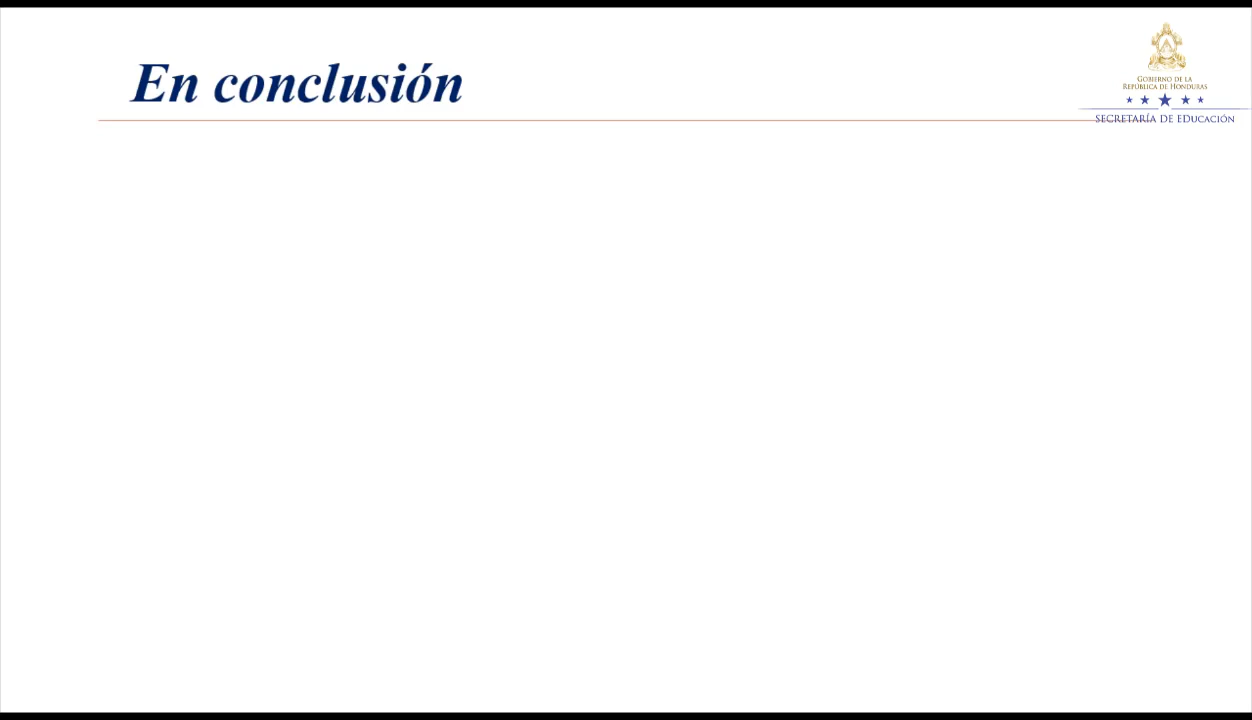 En conclusión
GOBIERNO DE LA
REPÚBLICA DE HONDURAS
SECRETARÍA DE EDUCACIÓN